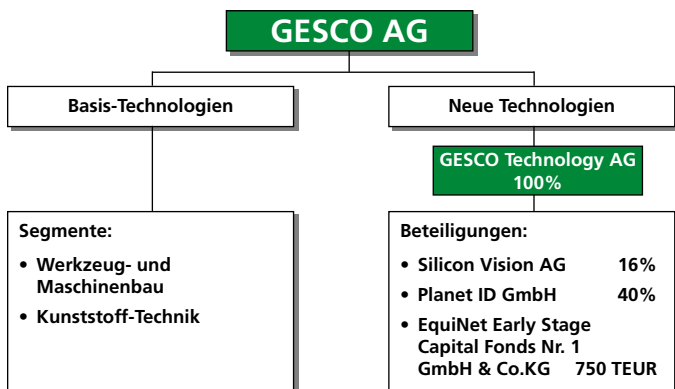 GESCO AG
Basis-Technologien
Neue Technologien
GESCO Technology AG
100%
Segmente:
• Werkzeug- und
Maschinenbau
• Kunststoff-Technik
Beteiligungen:
• Silicon Vision AG 16%
• Planet ID GmbH 40%
• EquiNet Early Stage
Capital Fonds Nr. 1
GmbH & Co.KG 750 TEUR